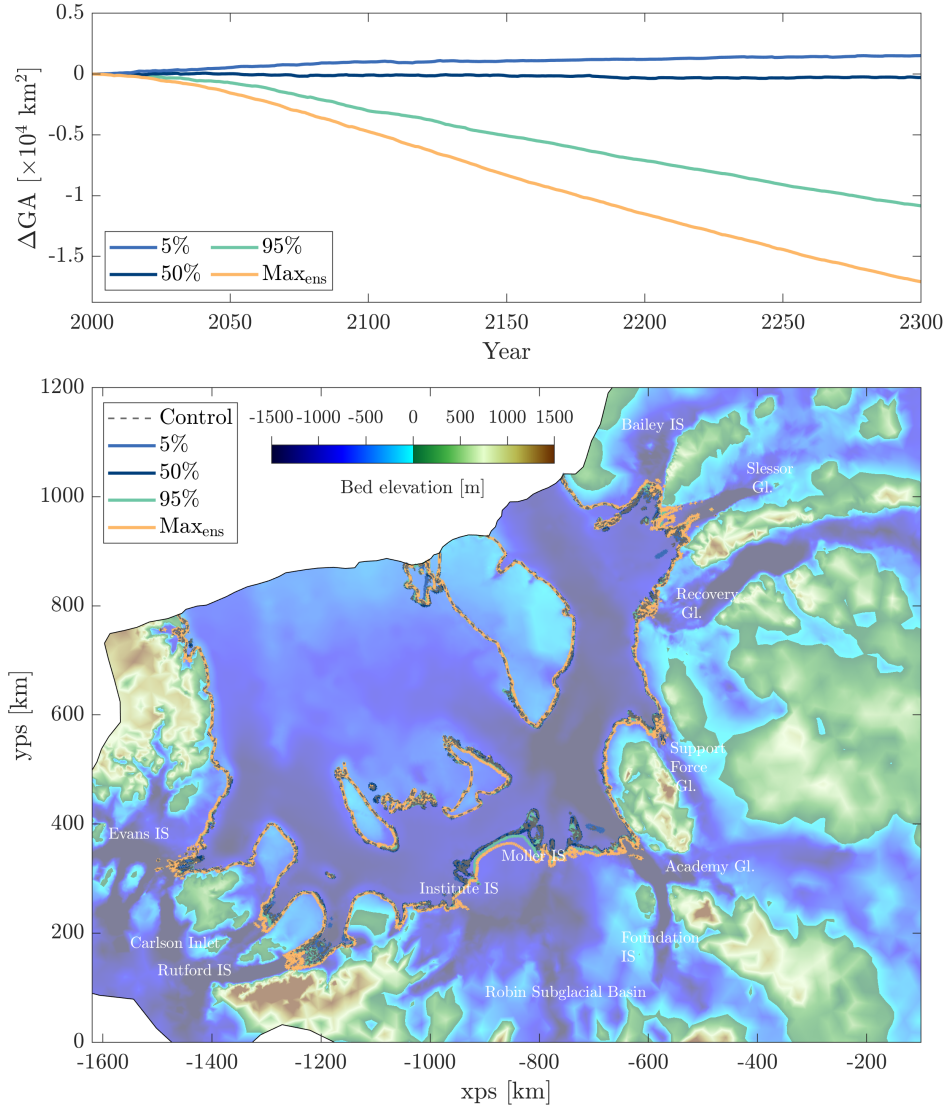 0.5
0
-0.5
-1
-1.5
ΔGA [×10⁴ km²]
5%
50%
95%
Maxₑₙₛ
2000
2050
2100
2150
2200
2250
2300
Year
1200
1000
800
600
400
200
0
yps [km]
Control
5%
50%
95%
Maxₑₙₛ
-1500
-1000
-500
0
500
1000
1500
Bed elevation [m]
Bailey IS
Slessor
Gl.
Recovery
Gl.
Support
Force
Gl.
Evans IS
Moller IS
Academy Gl.
Institute IS
Carlson Inlet
Foundation
IS
Rutford IS
Robin Subglacial Basin
-1600
-1400
-1200
-1000
-800
-600
-400
-200
xps [km]